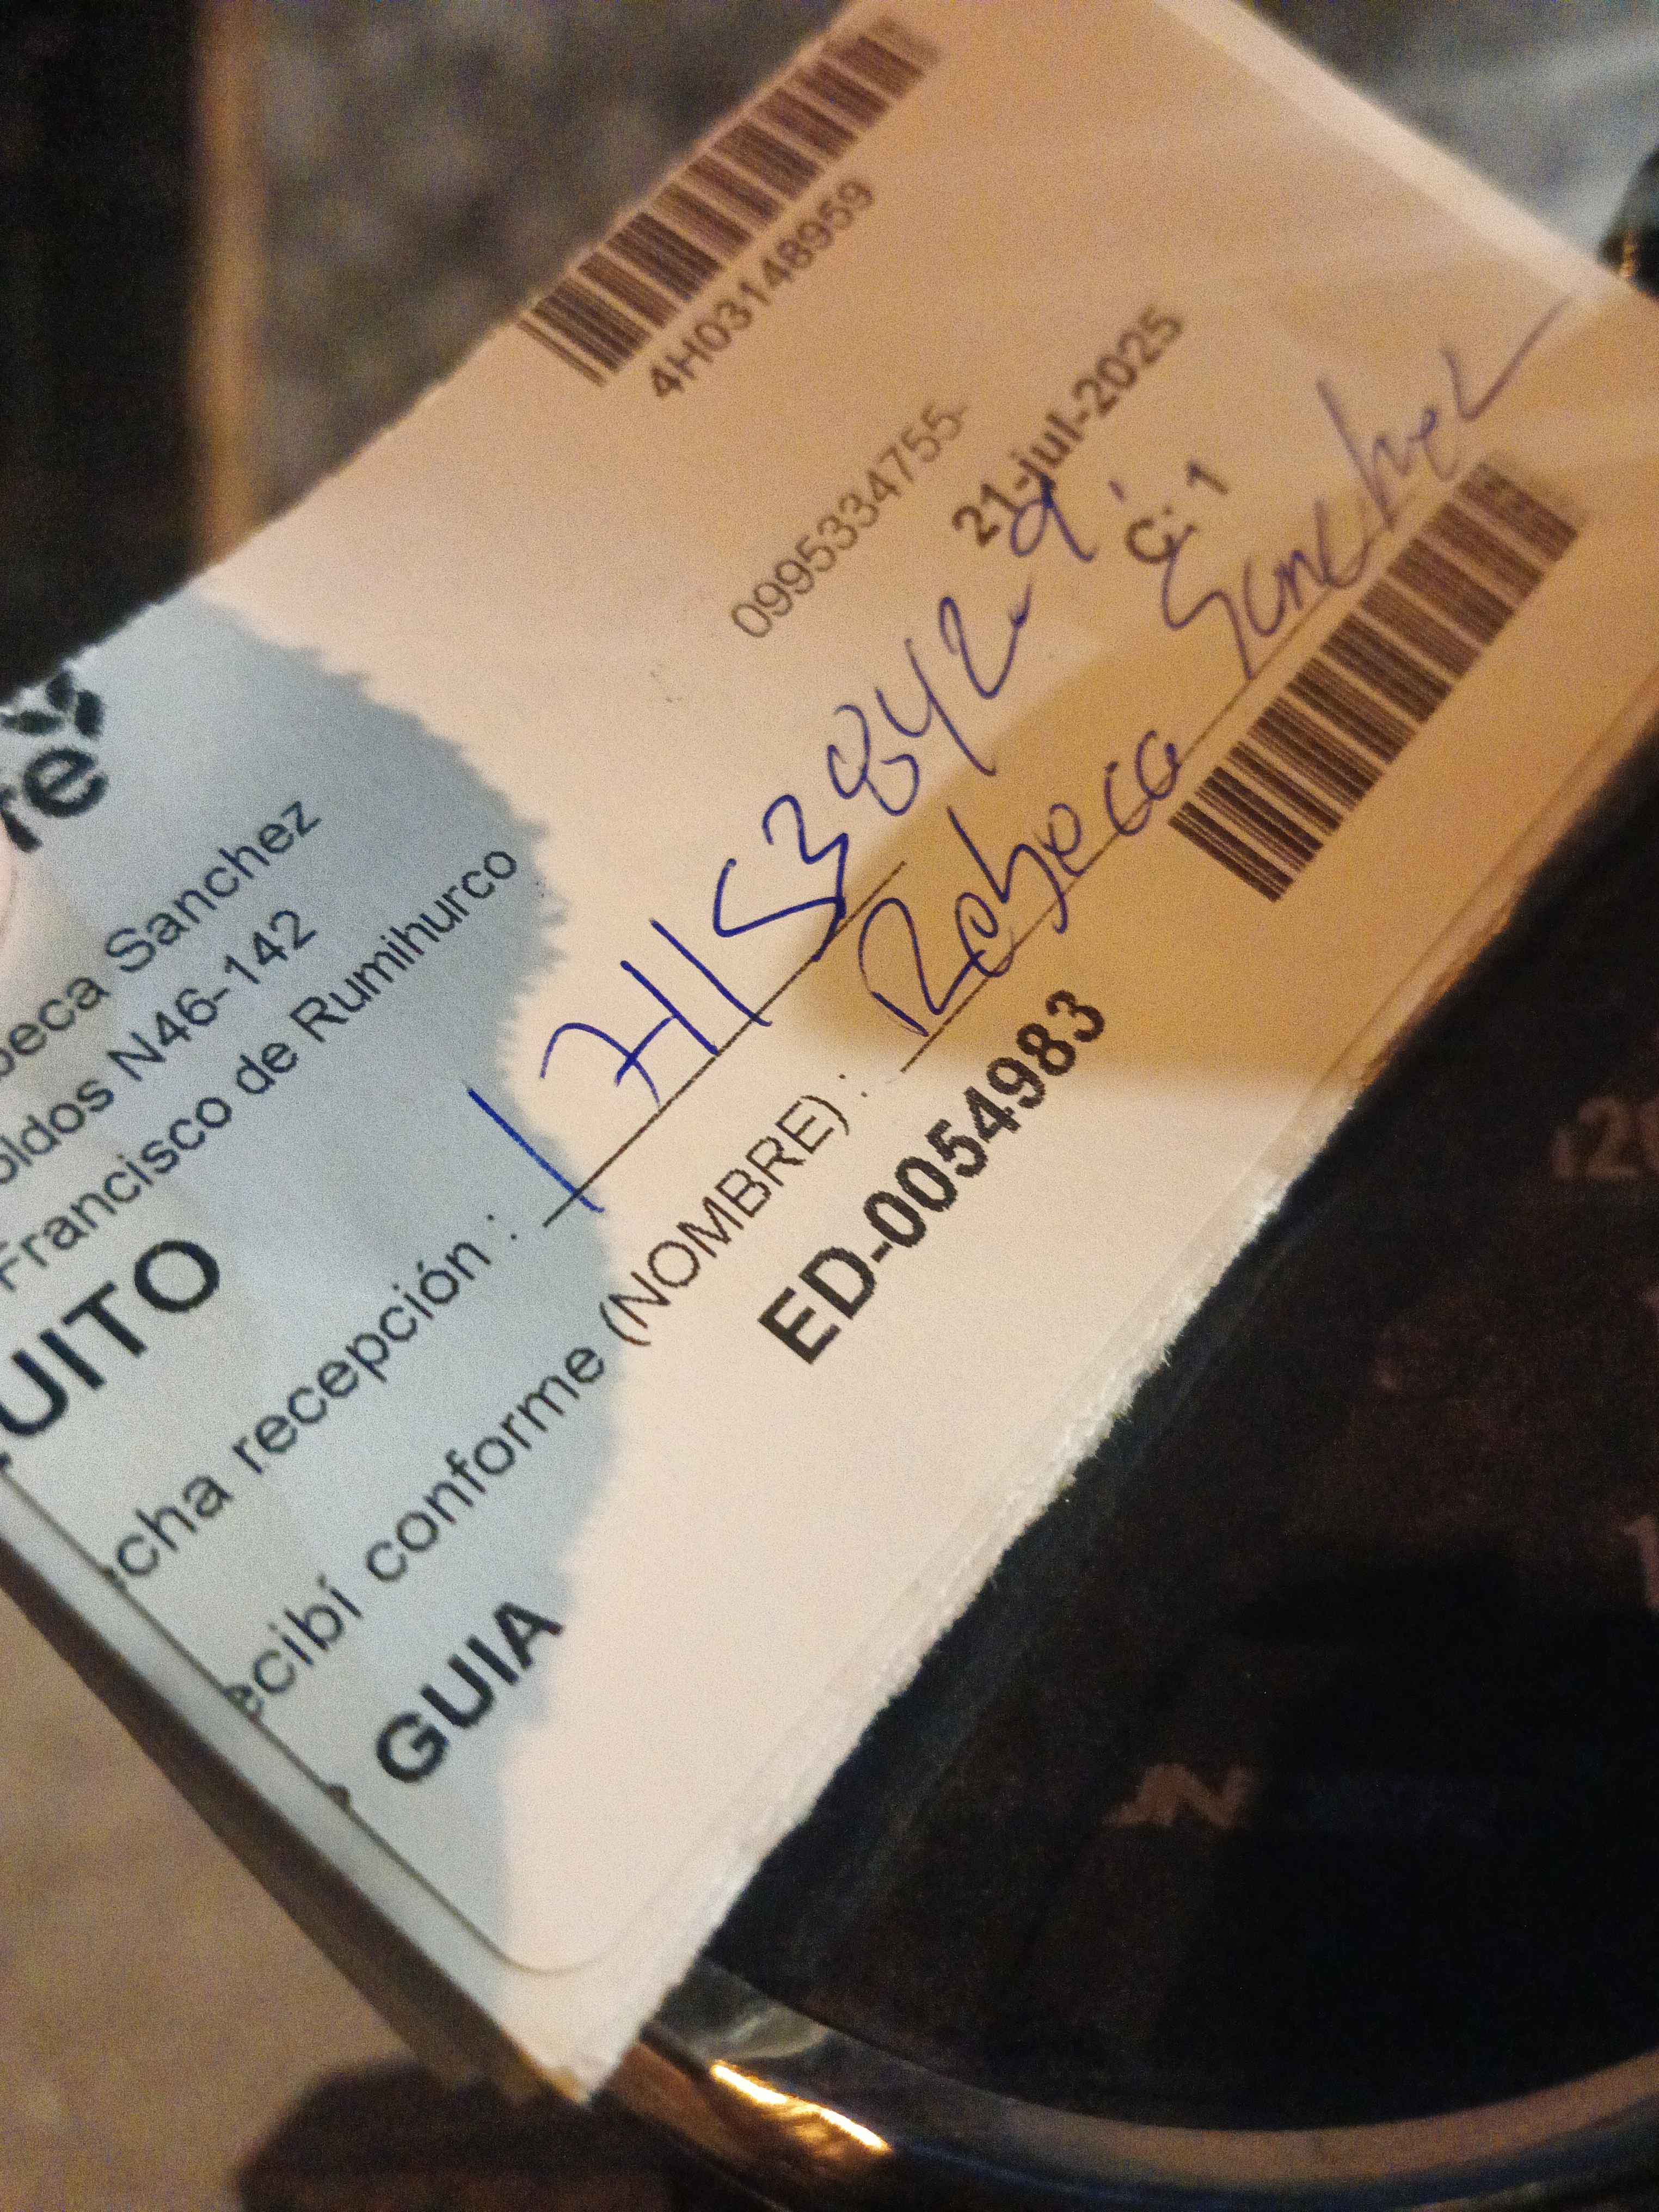 4H03148959
re
beca Sanchez
0995334755-
oldos N46-142
21-jul-2025
Francisco de Rumihurco
C: 1
UITO
cha recepción :
ecibí conforme (NOMBRE) : Rebeca Sanchez
GUIA ED-0054983